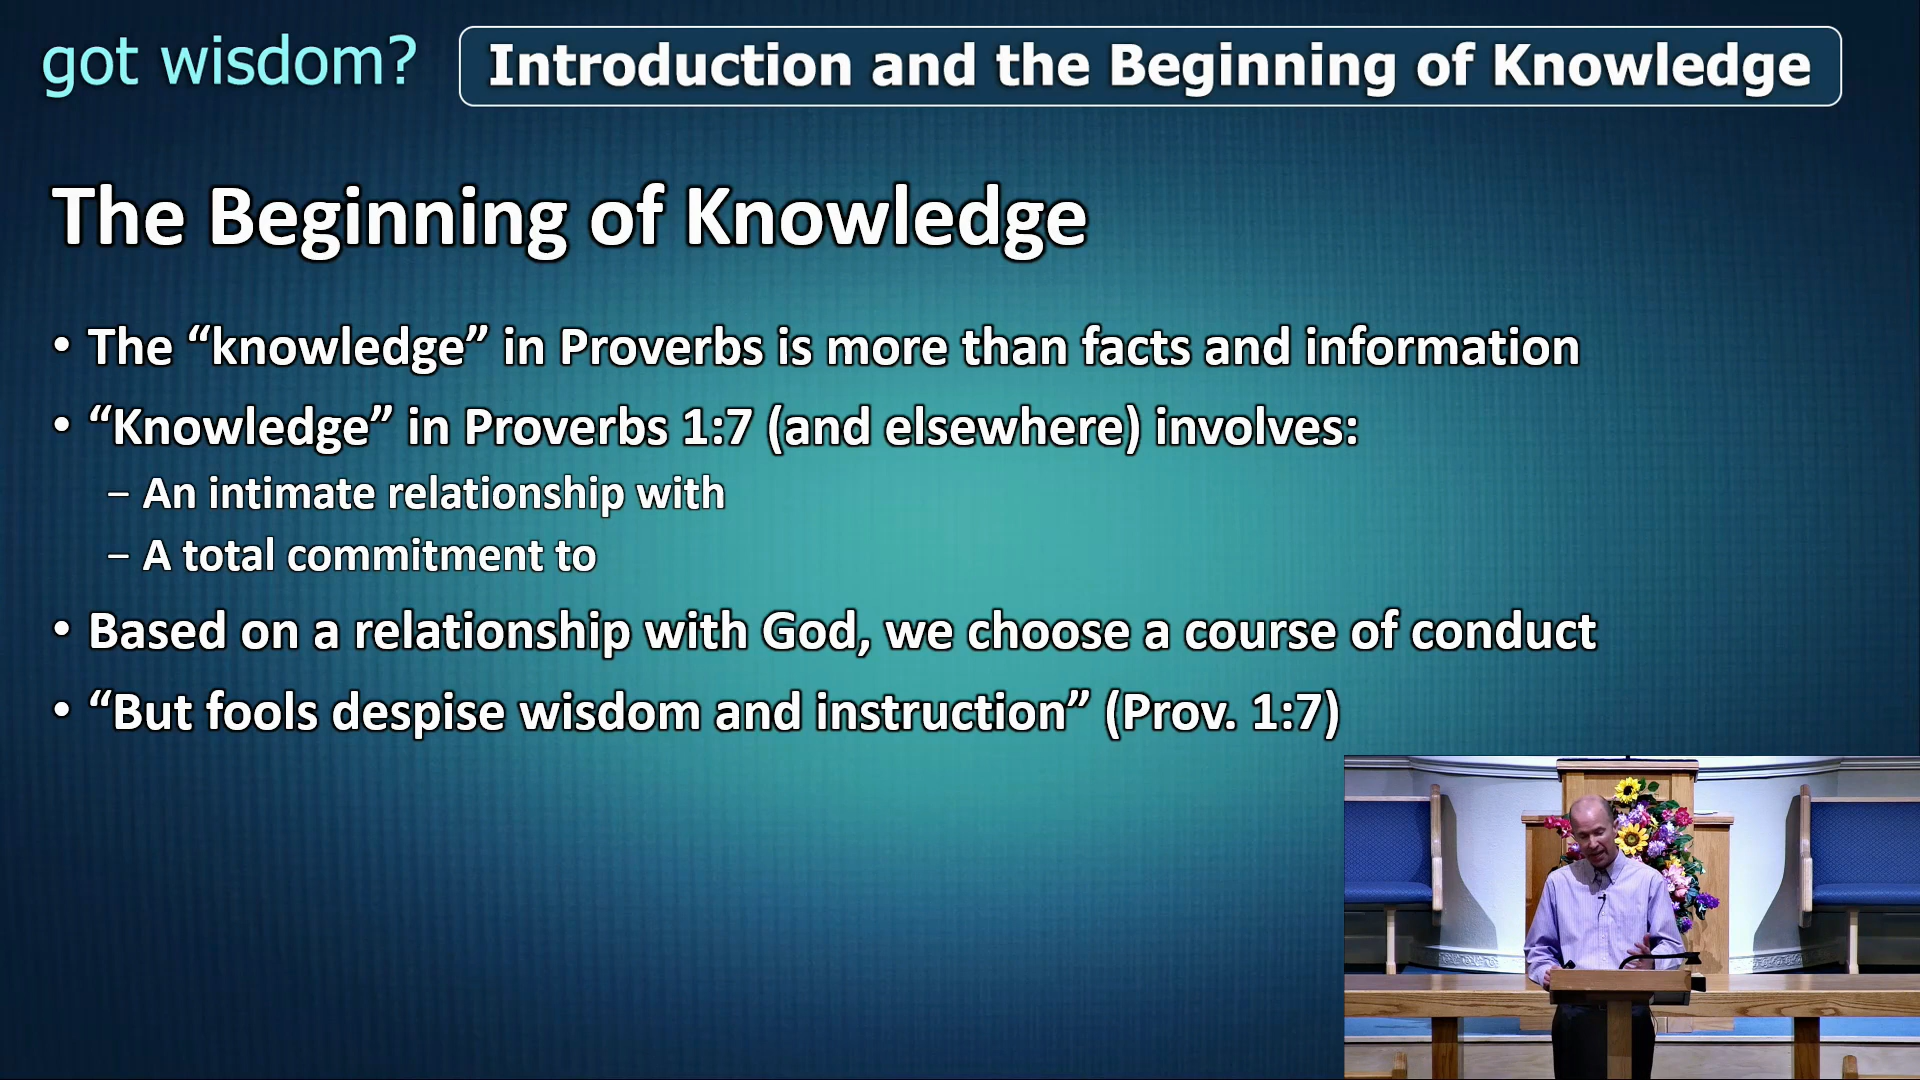 got wisdom?
Introduction and the Beginning of Knowledge
The Beginning of Knowledge
• The “knowledge” in Proverbs is more than facts and information
• “Knowledge” in Proverbs 1:7 (and elsewhere) involves:
– An intimate relationship with
– A total commitment to
• Based on a relationship with God, we choose a course of conduct
• “But fools despise wisdom and instruction” (Prov. 1:7)